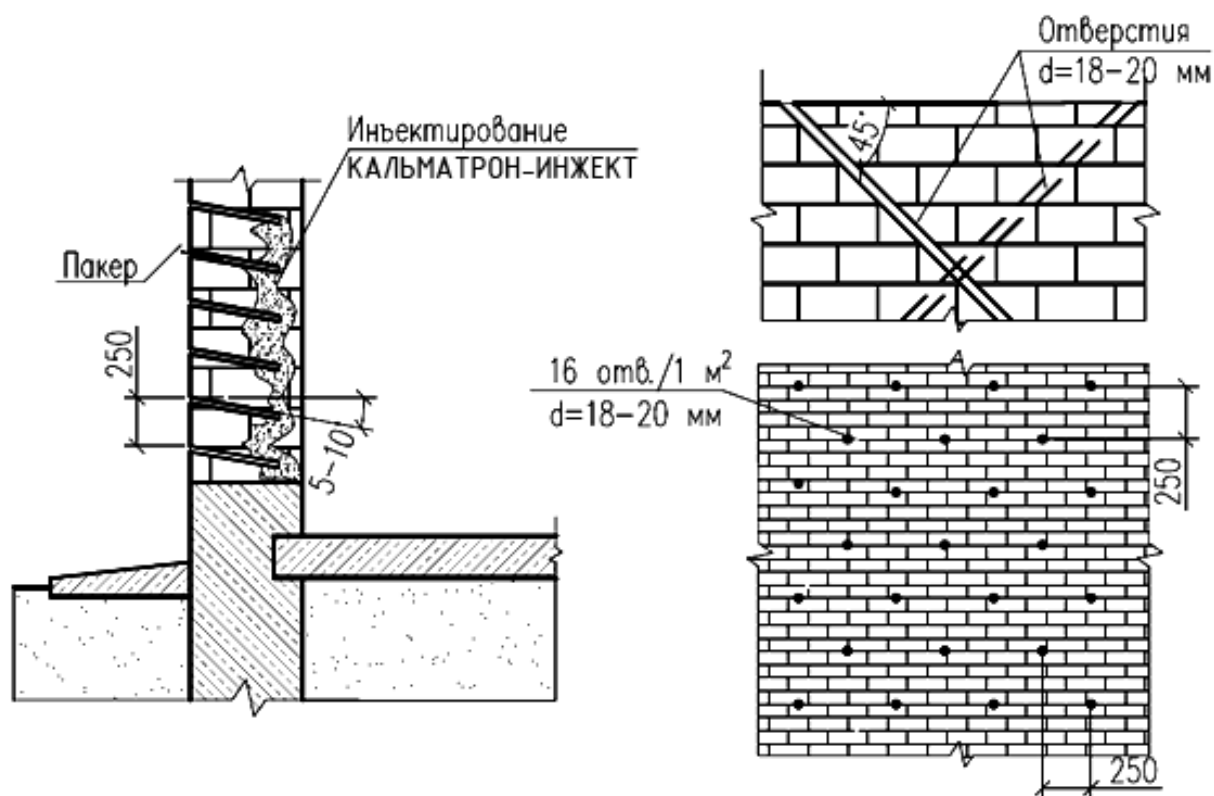 Инъектирование
КАЛЬМАТРОН-ИНЖЕКТ
Пакер
250
5-10°
Отверстия
d=18-20 мм
45°
16 отв./1 м²
d=18-20 мм
250
250